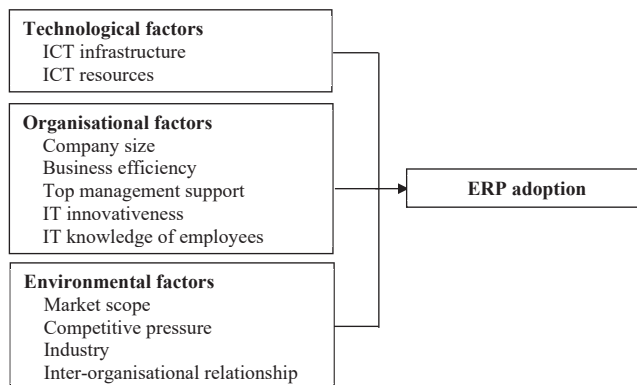 Technological factors
ICT infrastructure
ICT resources
Organisational factors
Company size
Business efficiency
Top management support
IT innovativeness
IT knowledge of employees
ERP adoption
Environmental factors
Market scope
Competitive pressure
Industry
Inter-organisational relationship